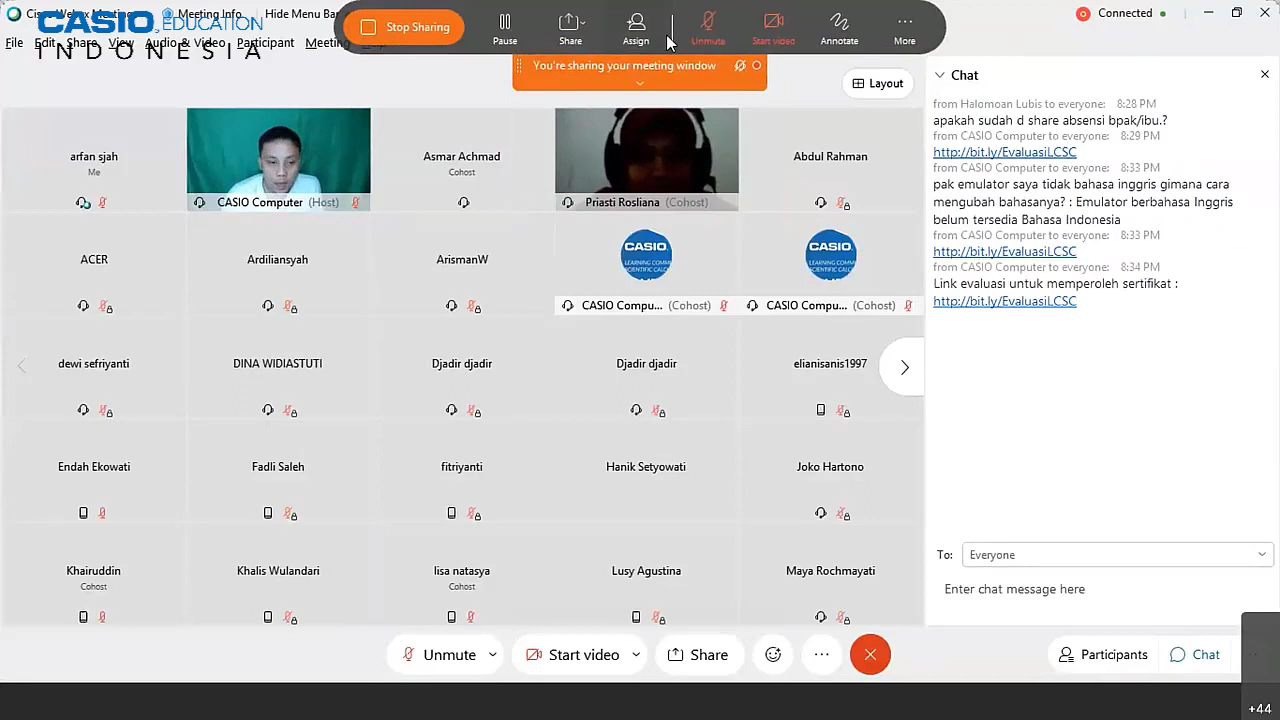 Meeting Info
Hide Menu Bar
CASIO EDUCATION
INDONESIA
File Edit Share View Audio & Video Participant Meeting
Stop Sharing
Pause
Share
Assign
Unmute
Start video
Annotate
More
Connected
You're sharing your meeting window
Layout
arfan sjah
Me
CASIO Computer (Host)
Asmar Achmad
Cohost
Priasti Rosliana (Cohost)
Abdul Rahman
ACER
Ardiliansyah
ArismanW
CASIO
CASIO Compu... (Cohost)
CASIO
CASIO Compu... (Cohost)
dewi sefriyanti
DINA WIDIASTUTI
Djadir djadir
Djadir djadir
elianisanis1997
Endah Ekowati
Fadli Saleh
fitriyanti
Hanik Setyowati
Joko Hartono
Khairuddin
Cohost
Khalis Wulandari
lisa natasya
Cohost
Lusy Agustina
Maya Rochmayati
Chat
from Halomoan Lubis to everyone: 8:28 PM
apakah sudah d share absensi bpak/ibu.?
from CASIO Computer to everyone: 8:29 PM
http://bit.ly/EvaluasiLCSC
from CASIO Computer to everyone: 8:33 PM
pak emulator saya tidak bahasa inggris gimana cara
mengubah bahasanya? : Emulator berbahasa Inggris
belum tersedia Bahasa Indonesia
from CASIO Computer to everyone: 8:33 PM
http://bit.ly/EvaluasiLCSC
from CASIO Computer to everyone: 8:34 PM
Link evaluasi untuk memperoleh sertifikat :
http://bit.ly/EvaluasiLCSC
To: Everyone
Enter chat message here
Unmute
Start video
Share
Participants
Chat
+44